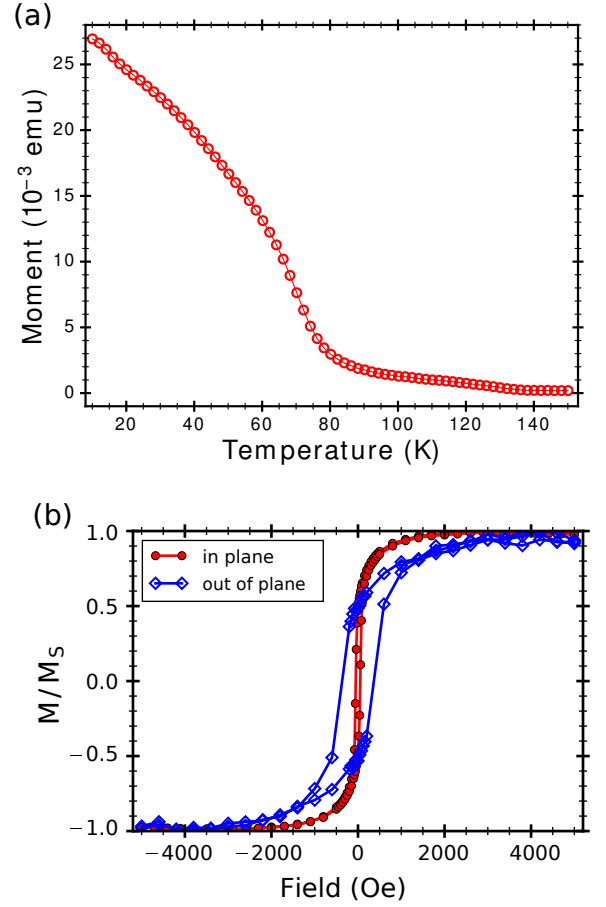 (a)
25
20
15
10
5
0
Moment (10⁻³ emu)
20 40 60 80 100 120 140
Temperature (K)
(b)
1.0
0.5
0.0
−0.5
−1.0
M/M_S
in plane
out of plane
−4000 −2000 0 2000 4000
Field (Oe)